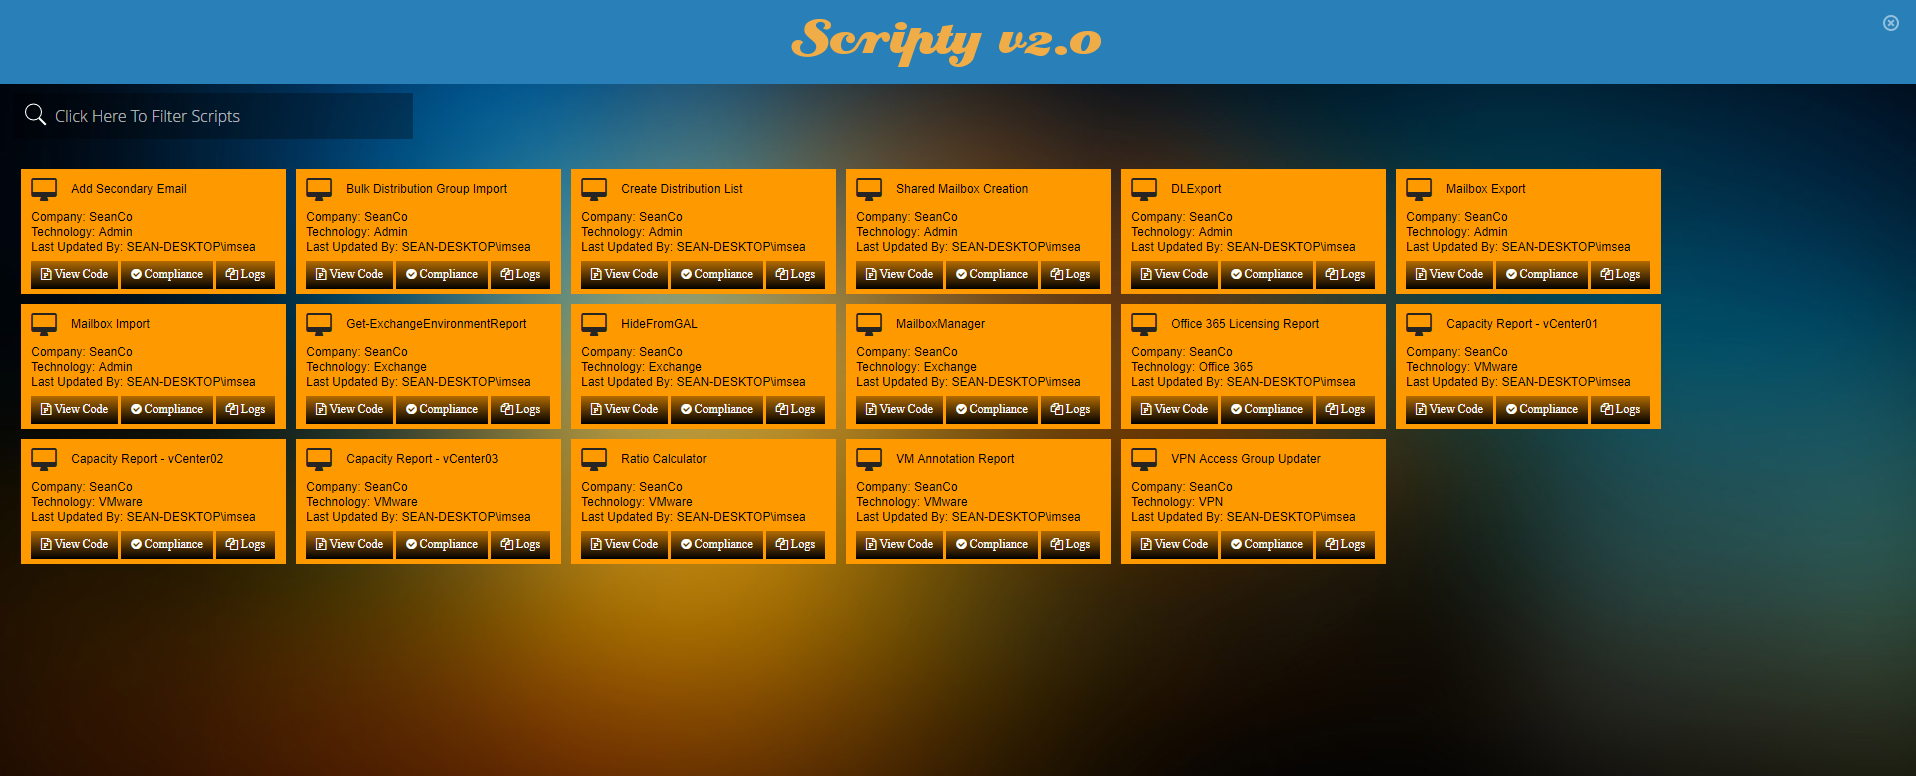 Scripty v2.0
Click Here To Filter Scripts
Add Secondary Email
Company: SeanCo
Technology: Admin
Last Updated By: SEAN-DESKTOP\imsea
View Code Compliance Logs
Bulk Distribution Group Import
Company: SeanCo
Technology: Admin
Last Updated By: SEAN-DESKTOP\imsea
View Code Compliance Logs
Create Distribution List
Company: SeanCo
Technology: Admin
Last Updated By: SEAN-DESKTOP\imsea
View Code Compliance Logs
Shared Mailbox Creation
Company: SeanCo
Technology: Admin
Last Updated By: SEAN-DESKTOP\imsea
View Code Compliance Logs
DLExport
Company: SeanCo
Technology: Admin
Last Updated By: SEAN-DESKTOP\imsea
View Code Compliance Logs
Mailbox Export
Company: SeanCo
Technology: Admin
Last Updated By: SEAN-DESKTOP\imsea
View Code Compliance Logs
Mailbox Import
Company: SeanCo
Technology: Admin
Last Updated By: SEAN-DESKTOP\imsea
View Code Compliance Logs
Get-ExchangeEnvironmentReport
Company: SeanCo
Technology: Exchange
Last Updated By: SEAN-DESKTOP\imsea
View Code Compliance Logs
HideFromGAL
Company: SeanCo
Technology: Exchange
Last Updated By: SEAN-DESKTOP\imsea
View Code Compliance Logs
MailboxManager
Company: SeanCo
Technology: Exchange
Last Updated By: SEAN-DESKTOP\imsea
View Code Compliance Logs
Office 365 Licensing Report
Company: SeanCo
Technology: Office 365
Last Updated By: SEAN-DESKTOP\imsea
View Code Compliance Logs
Capacity Report - vCenter01
Company: SeanCo
Technology: VMware
Last Updated By: SEAN-DESKTOP\imsea
View Code Compliance Logs
Capacity Report - vCenter02
Company: SeanCo
Technology: VMware
Last Updated By: SEAN-DESKTOP\imsea
View Code Compliance Logs
Capacity Report - vCenter03
Company: SeanCo
Technology: VMware
Last Updated By: SEAN-DESKTOP\imsea
View Code Compliance Logs
Ratio Calculator
Company: SeanCo
Technology: VMware
Last Updated By: SEAN-DESKTOP\imsea
View Code Compliance Logs
VM Annotation Report
Company: SeanCo
Technology: VMware
Last Updated By: SEAN-DESKTOP\imsea
View Code Compliance Logs
VPN Access Group Updater
Company: SeanCo
Technology: VPN
Last Updated By: SEAN-DESKTOP\imsea
View Code Compliance Logs